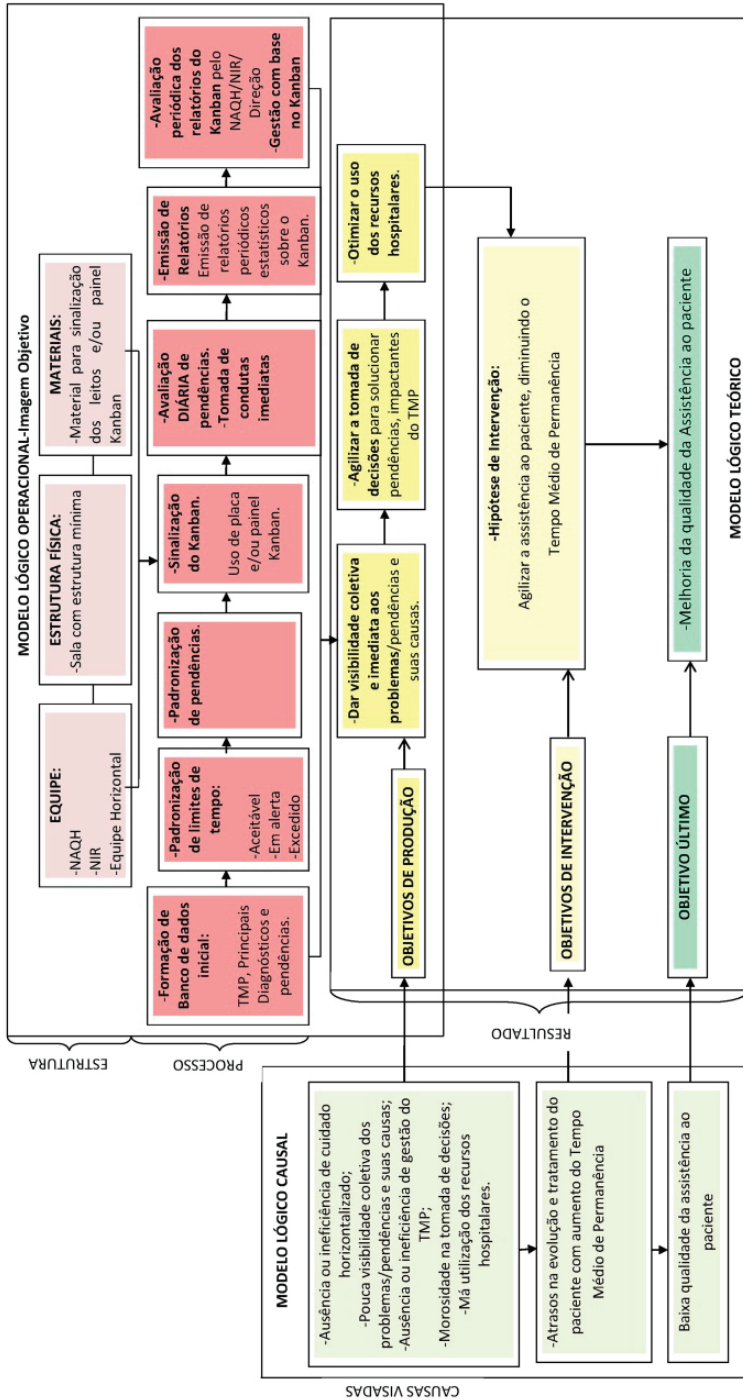 MODELO LÓGICO OPERACIONAL-Imagem Objetivo
ESTRUTURA
EQUIPE:
-NAQH
-NIR
-Equipe Horizontal
ESTRUTURA FÍSICA:
-Sala com estrutura mínima
MATERIAIS:
-Material para sinalização
dos leitos e/ou painel
Kanban
PROCESSO
-Formação de
Banco de dados
inicial:
TMP, Principais
Diagnósticos e
pendências.
-Padronização
de limites de
tempo:
-Aceitável
-Em alerta
-Excedido
-Padronização
de pendências.
-Sinalização
do Kanban.
Uso de placa
e/ou painel
Kanban.
-Avaliação
DIÁRIA de
pendências.
-Tomada de
condutas
imediatas
-Emissão de
Relatórios
Emissão de
relatórios
periódicos
estatísticos
sobre o
Kanban.
-Avaliação
periódica dos
relatórios do
Kanban pelo
NAQH/NIR/
Direção
-Gestão com base
no Kanban
CAUSAS VISADAS
MODELO LÓGICO CAUSAL
-Ausência ou ineficiência de cuidado
horizontalizado;
-Pouca visibilidade coletiva dos
problemas/pendências e suas causas;
-Ausência ou ineficiência de gestão do
TMP;
-Morosidade na tomada de decisões;
-Má utilização dos recursos
hospitalares.
-Atrasos na evolução e tratamento do
paciente com aumento do Tempo
Médio de Permanência
Baixa qualidade da assistência ao
paciente
RESULTADO
OBJETIVOS DE PRODUÇÃO
-Dar visibilidade coletiva
e imediata aos
problemas/pendências e
suas causas.
-Agilizar a tomada de
decisões para solucionar
pendências, impactantes
do TMP
-Otimizar o uso
dos recursos
hospitalares.
OBJETIVOS DE INTERVENÇÃO
-Hipótese de Intervenção:
Agilizar a assistência ao paciente, diminuindo o
Tempo Médio de Permanência
OBJETIVO ÚLTIMO
-Melhoria da qualidade da Assistência ao paciente
MODELO LÓGICO TEÓRICO